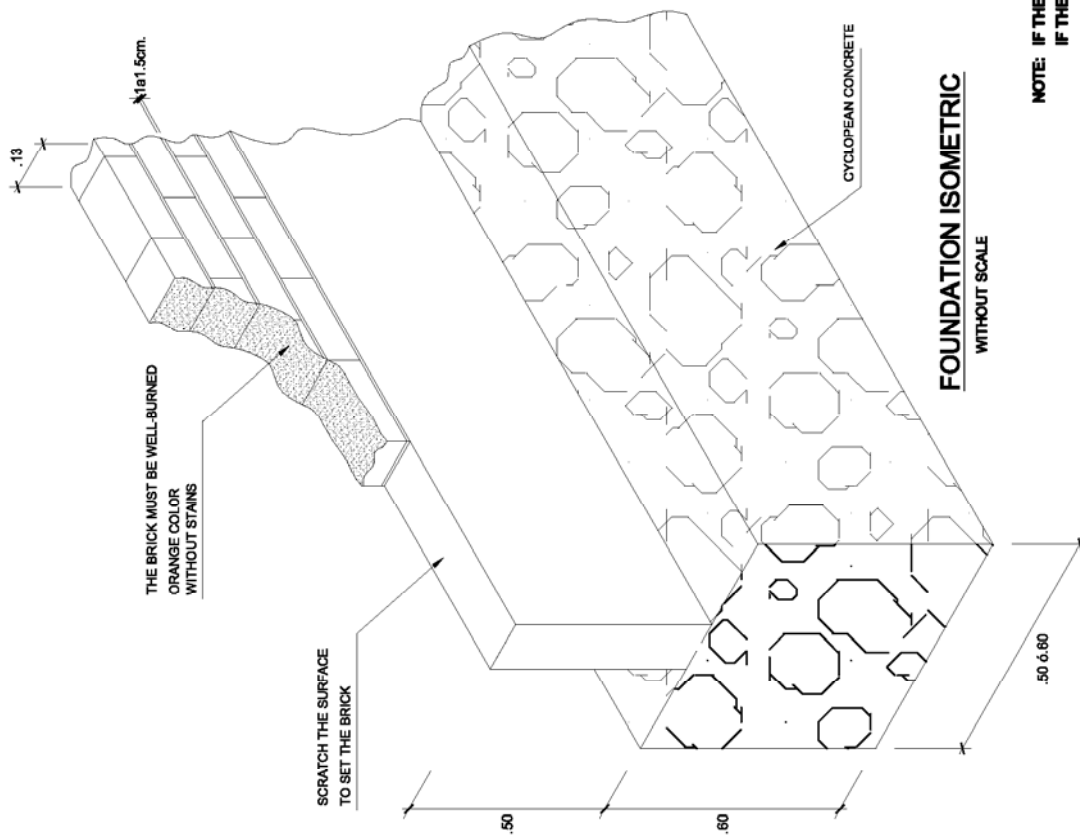 .13
1a1.5cm.
THE BRICK MUST BE WELL-BURNED
ORANGE COLOR
WITHOUT STAINS
SCRATCH THE SURFACE
TO SET THE BRICK
.50
.60
CYCLOPEAN CONCRETE
.50 ó.60
FOUNDATION ISOMETRIC
WITHOUT SCALE
NOTE: IF THE
IF THE